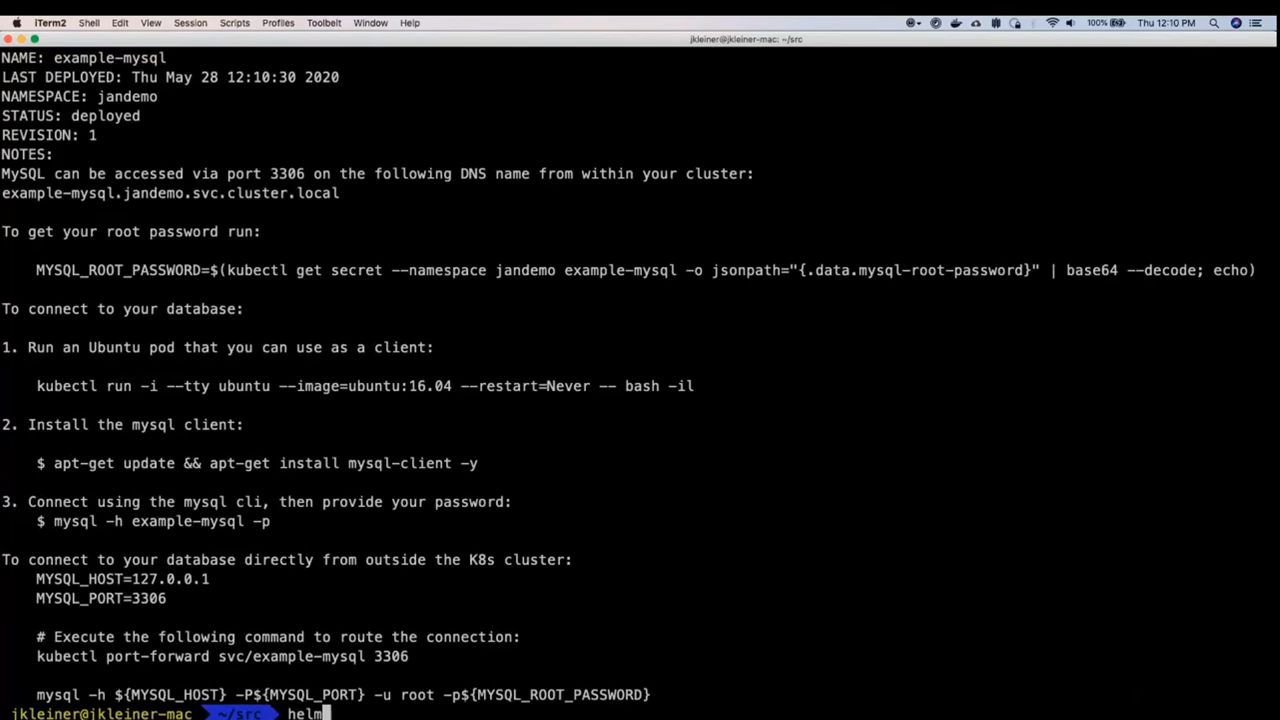 iTerm2 Shell Edit View Session Scripts Profiles Toolbelt Window Help 100% Thu 12:10 PM
jkleiner@jkleiner-mac: ~/src
NAME: example-mysql
LAST DEPLOYED: Thu May 28 12:10:30 2020
NAMESPACE: jandemo
STATUS: deployed
REVISION: 1
NOTES:
MySQL can be accessed via port 3306 on the following DNS name from within your cluster:
example-mysql.jandemo.svc.cluster.local
To get your root password run:
MYSQL_ROOT_PASSWORD=$(kubectl get secret --namespace jandemo example-mysql -o jsonpath="{.data.mysql-root-password}" | base64 --decode; echo)
To connect to your database:
1. Run an Ubuntu pod that you can use as a client:
kubectl run -i --tty ubuntu --image=ubuntu:16.04 --restart=Never -- bash -il
2. Install the mysql client:
$ apt-get update && apt-get install mysql-client -y
3. Connect using the mysql cli, then provide your password:
$ mysql -h example-mysql -p
To connect to your database directly from outside the K8s cluster:
MYSQL_HOST=127.0.0.1
MYSQL_PORT=3306
# Execute the following command to route the connection:
kubectl port-forward svc/example-mysql 3306
mysql -h ${MYSQL_HOST} -P${MYSQL_PORT} -u root -p${MYSQL_ROOT_PASSWORD}
jkleiner@jkleiner-mac ~/src helm